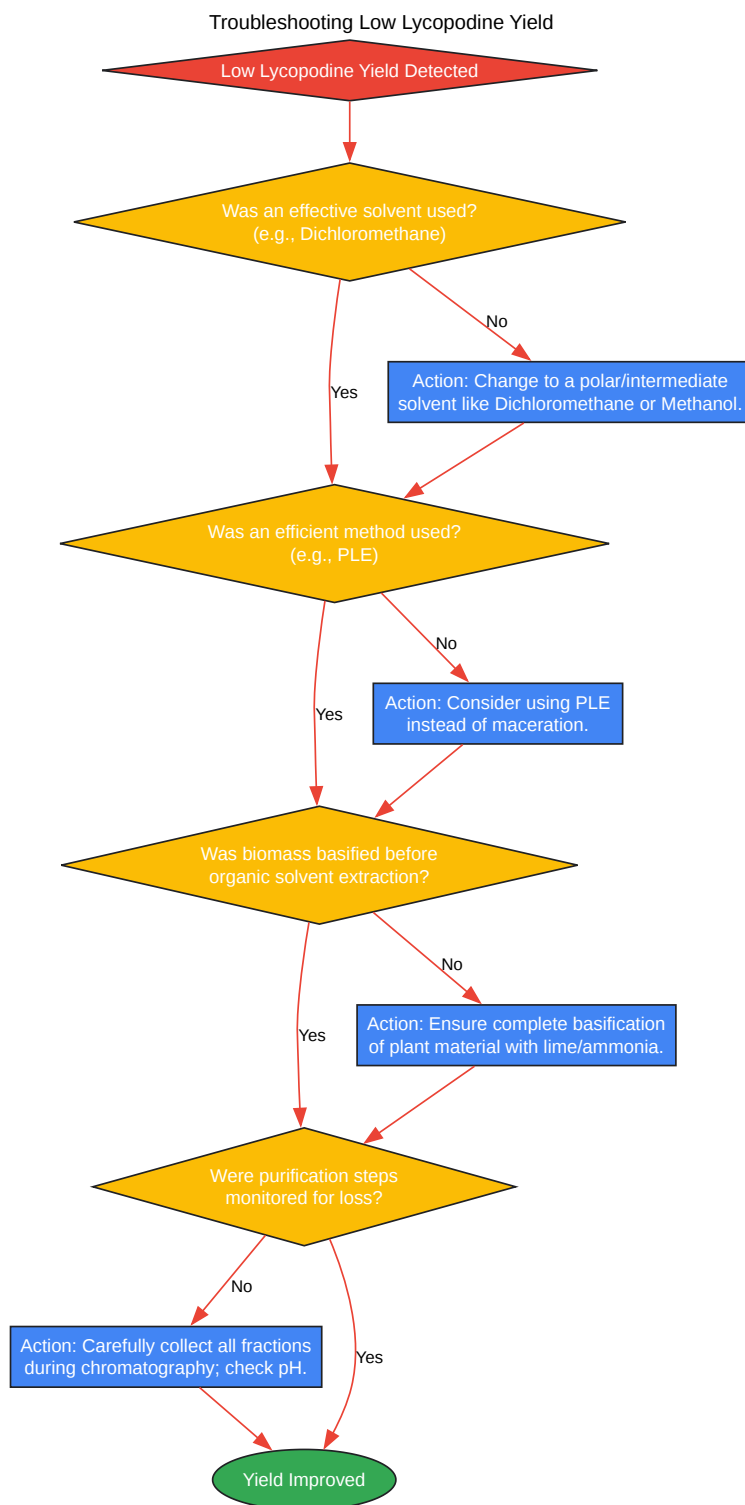 Troubleshooting Low Lycopodine Yield
Low Lycopodine Yield Detected
Was an effective solvent used?
(e.g., Dichloromethane)
No
Action: Change to a polar/intermediate
solvent like Dichloromethane or Methanol.
Yes
Was an efficient method used?
(e.g., PLE)
No
Action: Consider using PLE
instead of maceration.
Yes
Was biomass basified before
organic solvent extraction?
No
Action: Ensure complete basification
of plant material with lime/ammonia.
Yes
Were purification steps
monitored for loss?
No
Action: Carefully collect all fractions
during chromatography; check pH.
Yes
Yield Improved